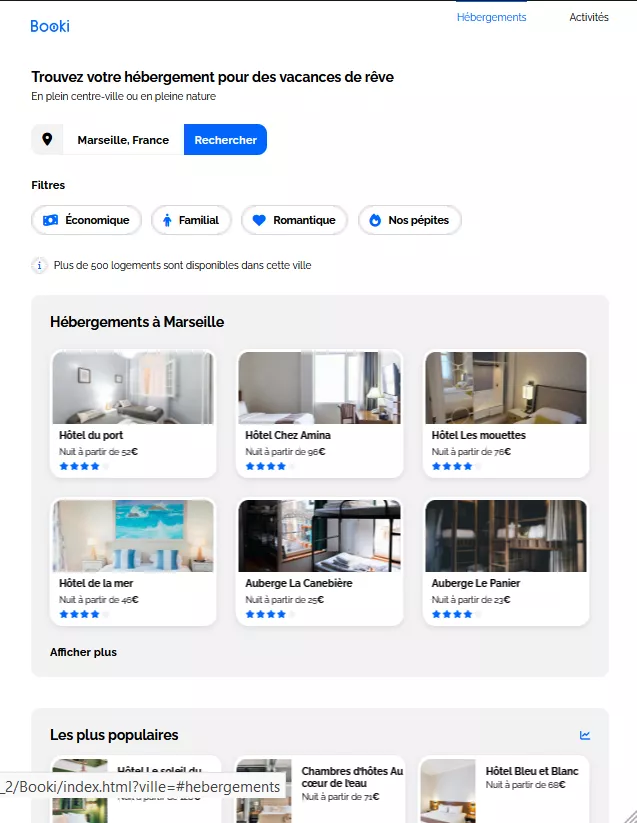 Booki
Hébergements
Activités
Trouvez votre hébergement pour des vacances de rêve
En plein centre-ville ou en pleine nature
Marseille, France
Rechercher
Filtres
Économique
Familial
Romantique
Nos pépites
i
Plus de 500 logements sont disponibles dans cette ville
Hébergements à Marseille
Hôtel du port
Nuit à partir de 52€
Hôtel Chez Amina
Nuit à partir de 96€
Hôtel Les mouettes
Nuit à partir de 76€
Hôtel de la mer
Nuit à partir de 46€
Auberge La Canebière
Nuit à partir de 25€
Auberge Le Panier
Nuit à partir de 23€
Afficher plus
Les plus populaires
Hôtel Le soleil du
Chambres d'hôtes Au
cœur de l'eau
Nuit à partir de 71€
Hôtel Bleu et Blanc
Nuit à partir de 68€
_2/Booki/index.html?ville=#hebergements